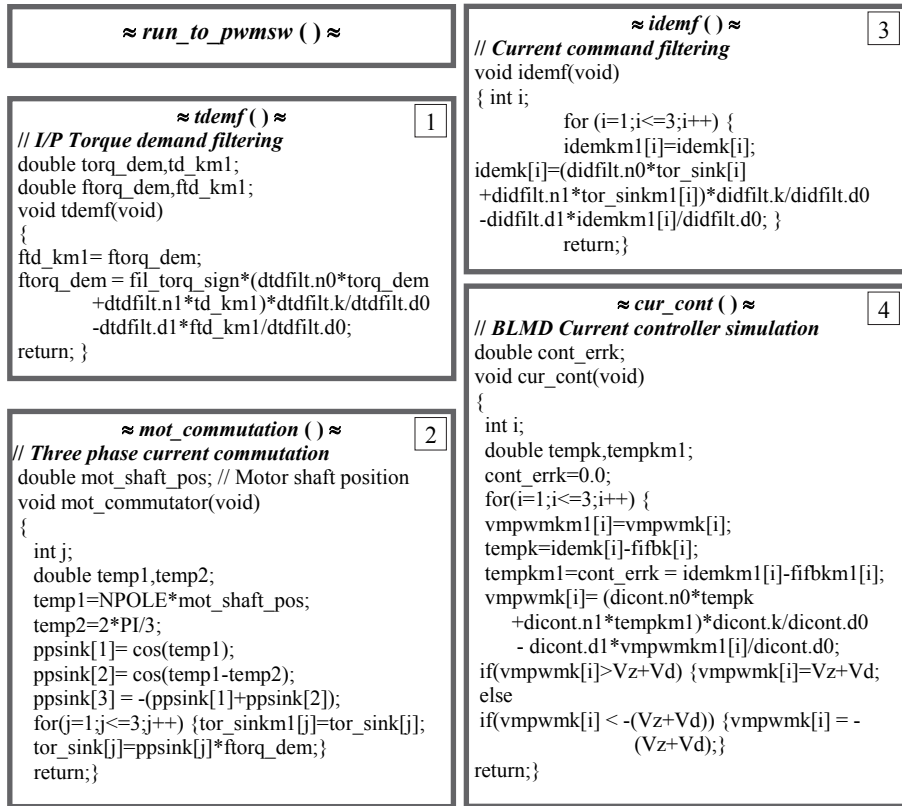 ≈ run_to_pwmsw ( ) ≈
≈ tdemf ( ) ≈
1
// I/P Torque demand filtering
double torq_dem,td_km1;
double ftorq_dem,ftd_km1;
void tdemf(void)
{
ftd_km1= ftorq_dem;
ftorq_dem = fil_torq_sign*(dtdfilt.n0*torq_dem
+dtdfilt.n1*td_km1)*dtdfilt.k/dtdfilt.d0
-dtdfilt.d1*ftd_km1/dtdfilt.d0;
return; }
≈ mot_commutation ( ) ≈
2
// Three phase current commutation
double mot_shaft_pos; // Motor shaft position
void mot_commutator(void)
{
int j;
double temp1,temp2;
temp1=NPOLE*mot_shaft_pos;
temp2=2*PI/3;
ppsink[1]= cos(temp1);
ppsink[2]= cos(temp1-temp2);
ppsink[3] = -(ppsink[1]+ppsink[2]);
for(j=1;j<=3;j++) {tor_sinkm1[j]=tor_sink[j];
tor_sink[j]=ppsink[j]*ftorq_dem;}
return;}
≈ idemf ( ) ≈
3
// Current command filtering
void idemf(void)
{ int i;
for (i=1;i<=3;i++) {
idemkm1[i]=idemk[i];
idemk[i]=(didfilt.n0*tor_sink[i]
+didfilt.n1*tor_sinkm1[i])*didfilt.k/didfilt.d0
-didfilt.d1*idemkm1[i]/didfilt.d0; }
return;}
≈ cur_cont ( ) ≈
4
// BLMD Current controller simulation
double cont_errk;
void cur_cont(void)
{
int i;
double tempk,tempkm1;
cont_errk=0.0;
for(i=1;i<=3;i++) {
vmpwmkm1[i]=vmpwmk[i];
tempk=idemk[i]-fifbk[i];
tempkm1=cont_errk = idemkm1[i]-fifbkm1[i];
vmpwmk[i]= (dicont.n0*tempk
+dicont.n1*tempkm1)*dicont.k/dicont.d0
- dicont.d1*vmpwmkm1[i]/dicont.d0;
if(vmpwmk[i]>Vz+Vd) {vmpwmk[i]=Vz+Vd;
else
if(vmpwmk[i] < -(Vz+Vd)) {vmpwmk[i] = -
(Vz+Vd);}
return;}